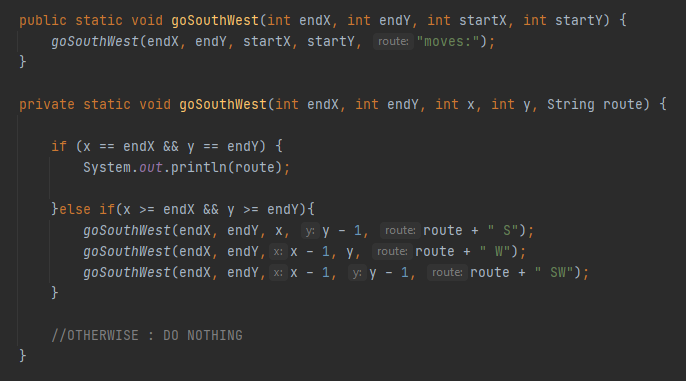 public static void goSouthWest(int endX, int endY, int startX, int startY) {
goSouthWest(endX, endY, startX, startY, route: "moves:");
}
private static void goSouthWest(int endX, int endY, int x, int y, String route) {
if (x == endX && y == endY) {
System.out.println(route);
}else if(x >= endX && y >= endY){
goSouthWest(endX, endY, x, y: y - 1, route: route + " S");
goSouthWest(endX, endY, x: x - 1, y, route: route + " W");
goSouthWest(endX, endY, x: x - 1, y: y - 1, route: route + " SW");
}
//OTHERWISE : DO NOTHING
}